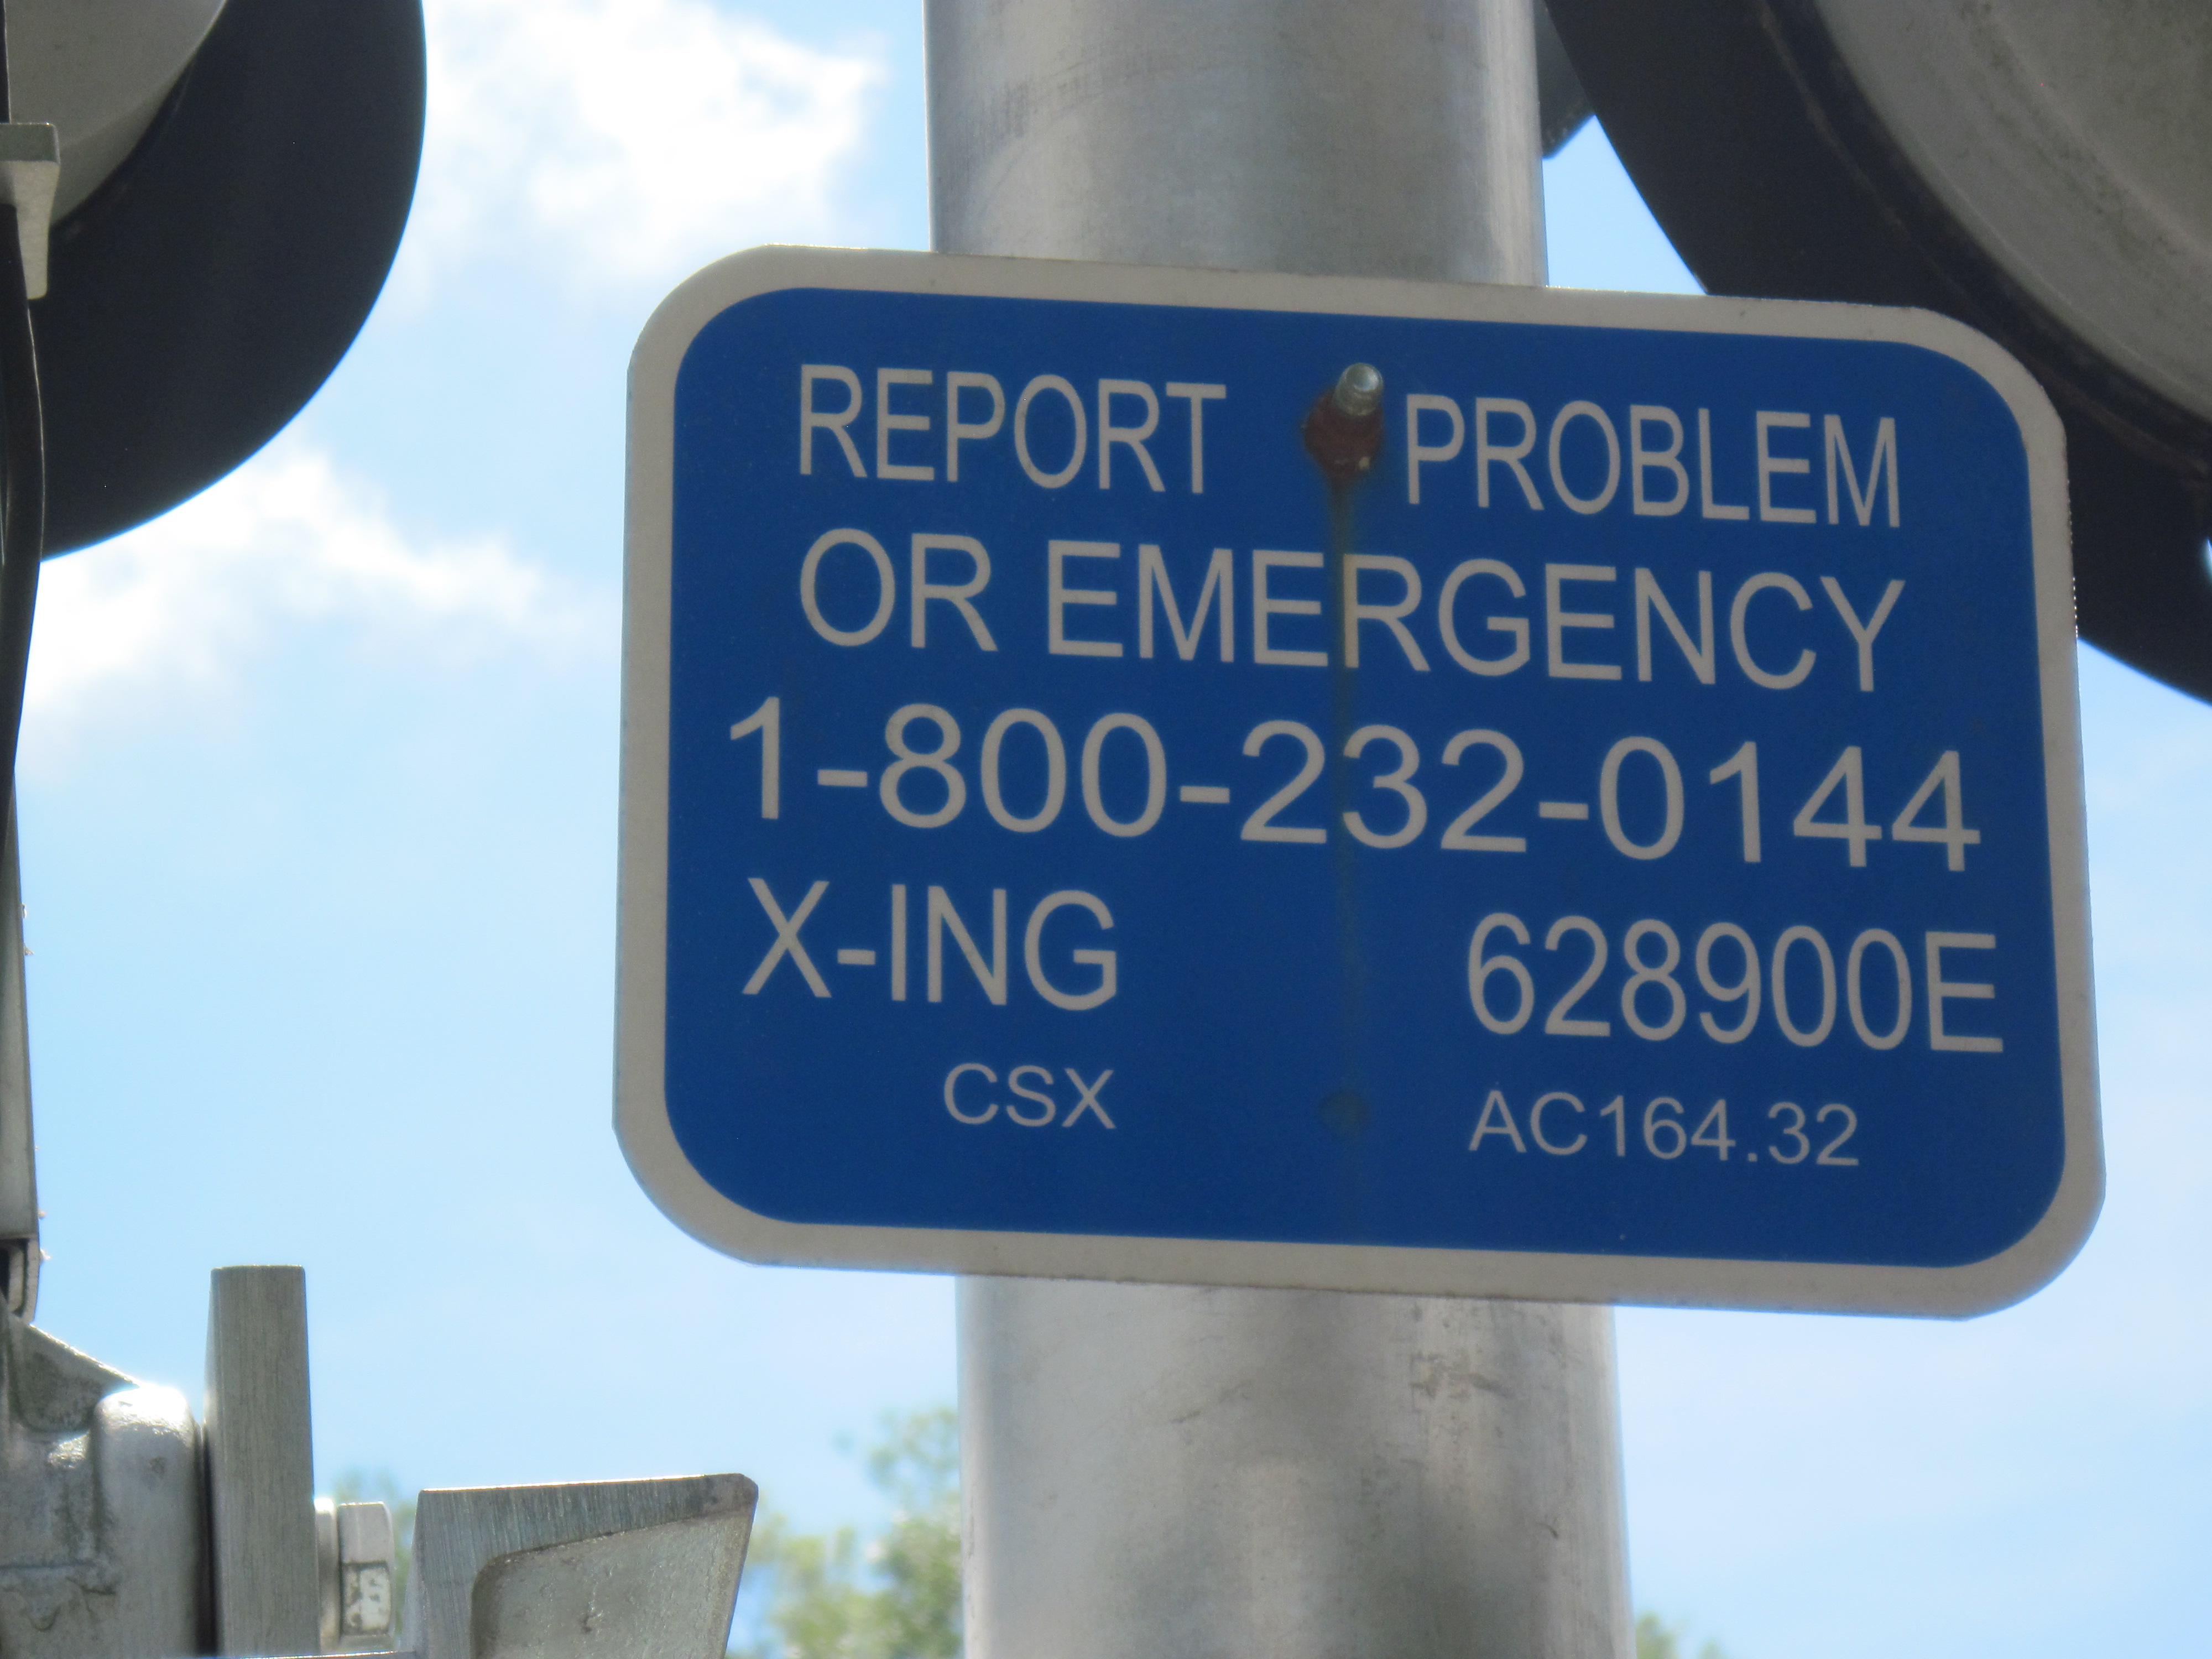 REPORT PROBLEM
OR EMERGENCY
1-800-232-0144
X-ING 628900E
CSX AC164.32